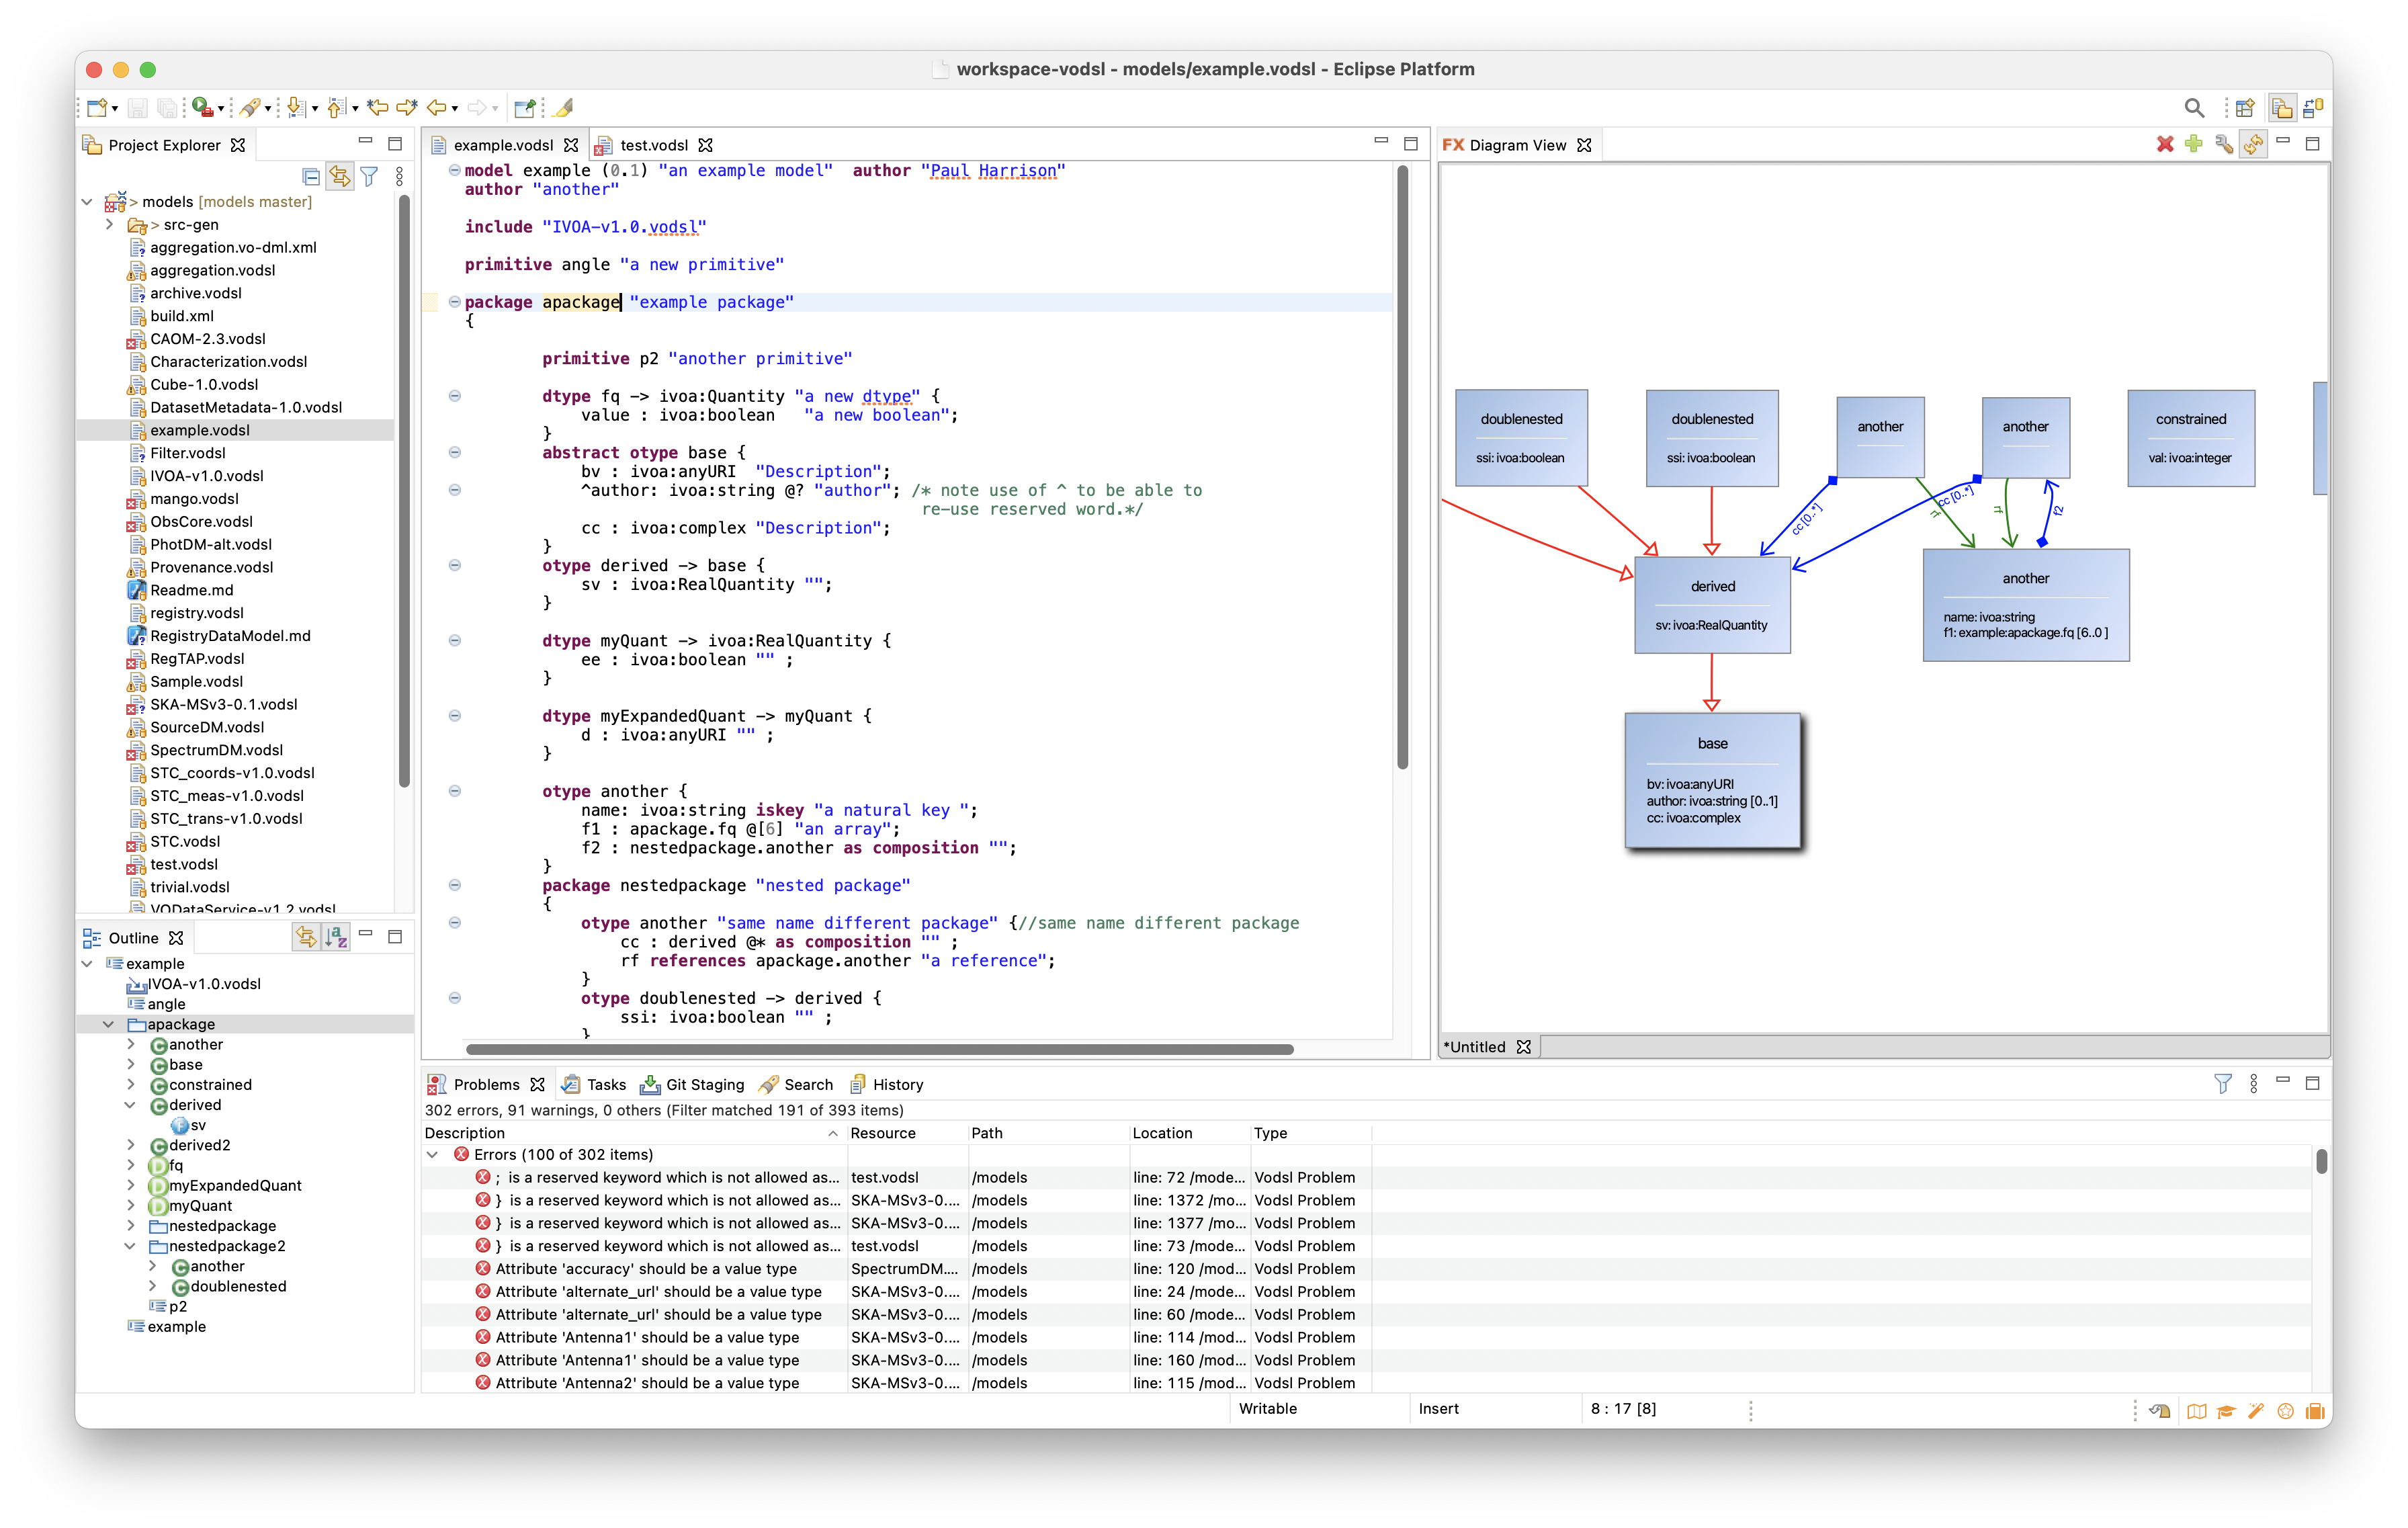 workspace-vodsl - models/example.vodsl - Eclipse Platform
Project Explorer
> models [models master]
> src-gen
aggregation.vo-dml.xml
aggregation.vodsl
archive.vodsl
build.xml
CAOM-2.3.vodsl
Characterization.vodsl
Cube-1.0.vodsl
DatasetMetadata-1.0.vodsl
example.vodsl
Filter.vodsl
IVOA-v1.0.vodsl
mango.vodsl
ObsCore.vodsl
PhotDM-alt.vodsl
Provenance.vodsl
Readme.md
registry.vodsl
RegistryDataModel.md
RegTAP.vodsl
Sample.vodsl
SKA-MSv3-0.1.vodsl
SourceDM.vodsl
SpectrumDM.vodsl
STC_coords-v1.0.vodsl
STC_meas-v1.0.vodsl
STC_trans-v1.0.vodsl
STC.vodsl
test.vodsl
trivial.vodsl
VODataService-v1.2.vodsl
Outline
example
IVOA-v1.0.vodsl
angle
apackage
another
base
constrained
derived
sv
derived2
fq
myExpandedQuant
myQuant
nestedpackage
nestedpackage2
another
doublenested
p2
example
example.vodsl test.vodsl
model example (0.1) "an example model"  author "Paul Harrison"
author "another"
include "IVOA-v1.0.vodsl"
primitive angle "a new primitive"
package apackage "example package"
{
primitive p2 "another primitive"
dtype fq -> ivoa:Quantity "a new dtype" {
value : ivoa:boolean   "a new boolean";
}
abstract otype base {
bv : ivoa:anyURI  "Description";
^author: ivoa:string @? "author"; /* note use of ^ to be able to
re-use reserved word.*/
cc : ivoa:complex "Description";
}
otype derived -> base {
sv : ivoa:RealQuantity "";
}
dtype myQuant -> ivoa:RealQuantity {
ee : ivoa:boolean "" ;
}
dtype myExpandedQuant -> myQuant {
d : ivoa:anyURI "" ;
}
otype another {
name: ivoa:string iskey "a natural key ";
f1 : apackage.fq @[6] "an array";
f2 : nestedpackage.another as composition "";
}
package nestedpackage "nested package"
{
otype another "same name different package" {//same name different package
cc : derived @* as composition "" ;
rf references apackage.another "a reference";
}
otype doublenested -> derived {
ssi: ivoa:boolean "" ;
}
FX Diagram View
doublenested
ssi: ivoa:boolean
doublenested
ssi: ivoa:boolean
another
another
constrained
val: ivoa:integer
cc [0..*]
rf
cc [0..*]
rf
f2
derived
sv: ivoa:RealQuantity
another
name: ivoa:string
f1: example:apackage.fq [6..0 ]
base
bv: ivoa:anyURI
author: ivoa:string [0..1]
cc: ivoa:complex
*Untitled
Problems Tasks Git Staging Search History
302 errors, 91 warnings, 0 others (Filter matched 191 of 393 items)
Description Resource Path Location Type
Errors (100 of 302 items)
;  is a reserved keyword which is not allowed as... test.vodsl /models line: 72 /mode... Vodsl Problem
}  is a reserved keyword which is not allowed as... SKA-MSv3-0.... /models line: 1372 /mo... Vodsl Problem
}  is a reserved keyword which is not allowed as... SKA-MSv3-0.... /models line: 1377 /mo... Vodsl Problem
}  is a reserved keyword which is not allowed as... test.vodsl /models line: 73 /mode... Vodsl Problem
Attribute 'accuracy' should be a value type SpectrumDM.... /models line: 120 /mod... Vodsl Problem
Attribute 'alternate_url' should be a value type SKA-MSv3-0.... /models line: 24 /mode... Vodsl Problem
Attribute 'alternate_url' should be a value type SKA-MSv3-0.... /models line: 60 /mode... Vodsl Problem
Attribute 'Antenna1' should be a value type SKA-MSv3-0.... /models line: 114 /mod... Vodsl Problem
Attribute 'Antenna1' should be a value type SKA-MSv3-0.... /models line: 160 /mod... Vodsl Problem
Attribute 'Antenna2' should be a value type SKA-MSv3-0.... /models line: 115 /mod... Vodsl Problem
Writable Insert 8 : 17 [8]